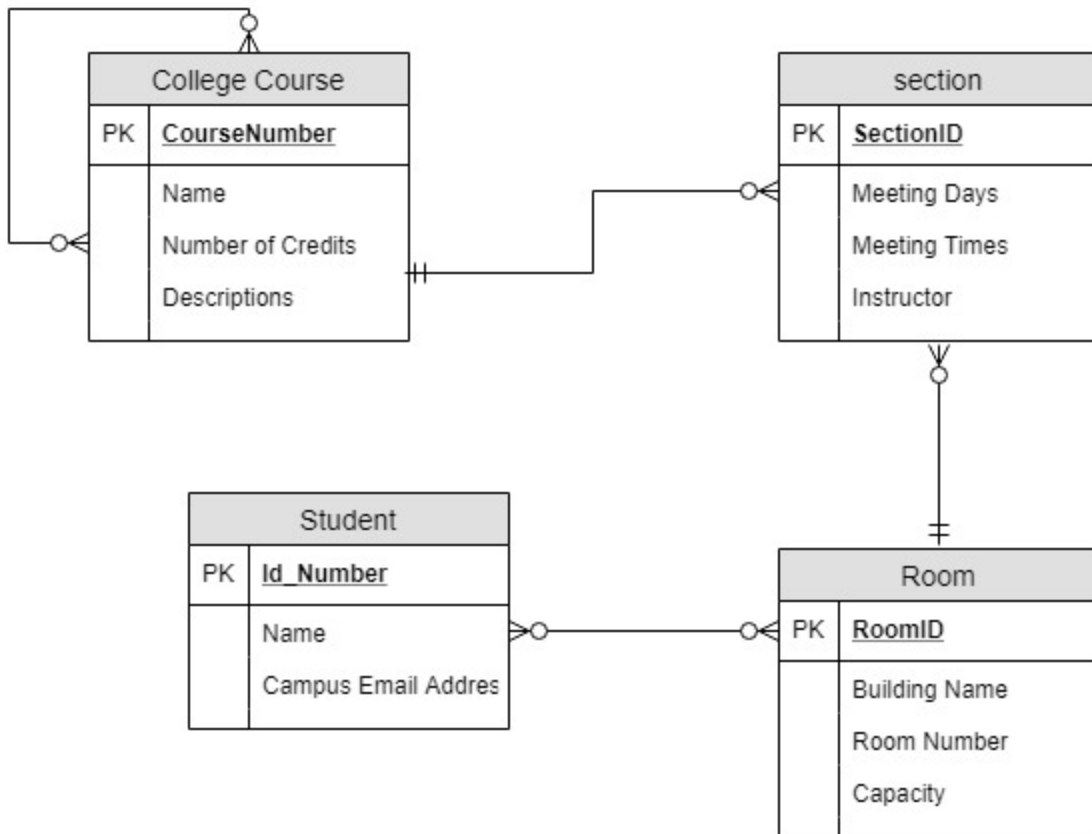 College Course
PK CourseNumber
Name
Number of Credits
Descriptions
section
PK SectionID
Meeting Days
Meeting Times
Instructor
Student
PK Id_Number
Name
Campus Email Addres
Room
PK RoomID
Building Name
Room Number
Capacity